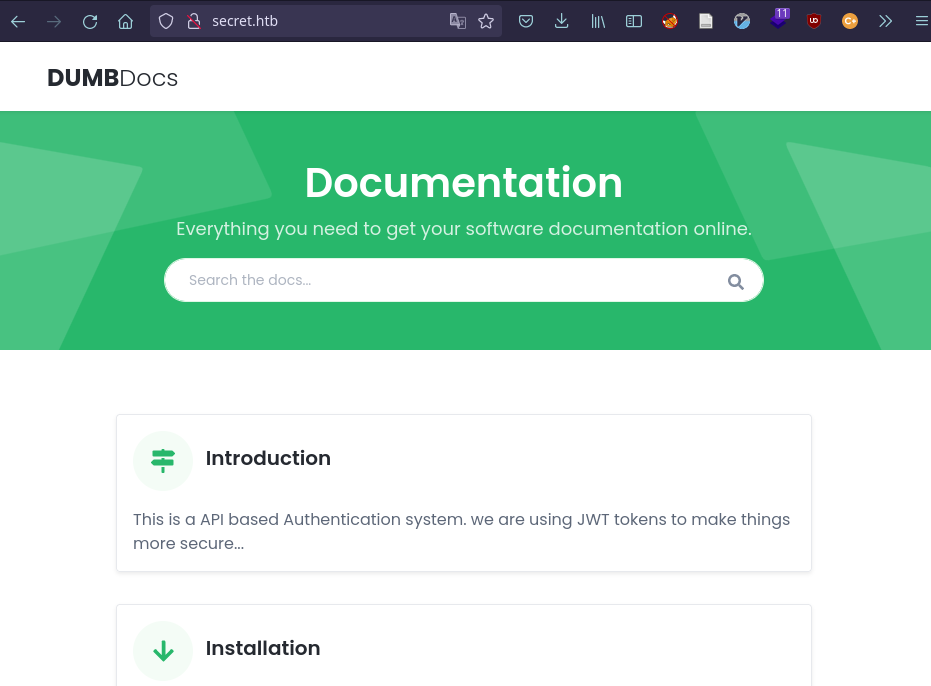 secret.htb
11
UD
C+
DUMBDocs
Documentation
Everything you need to get your software documentation online.
Search the docs...
Introduction
This is a API based Authentication system. we are using JWT tokens to make things
more secure...
Installation